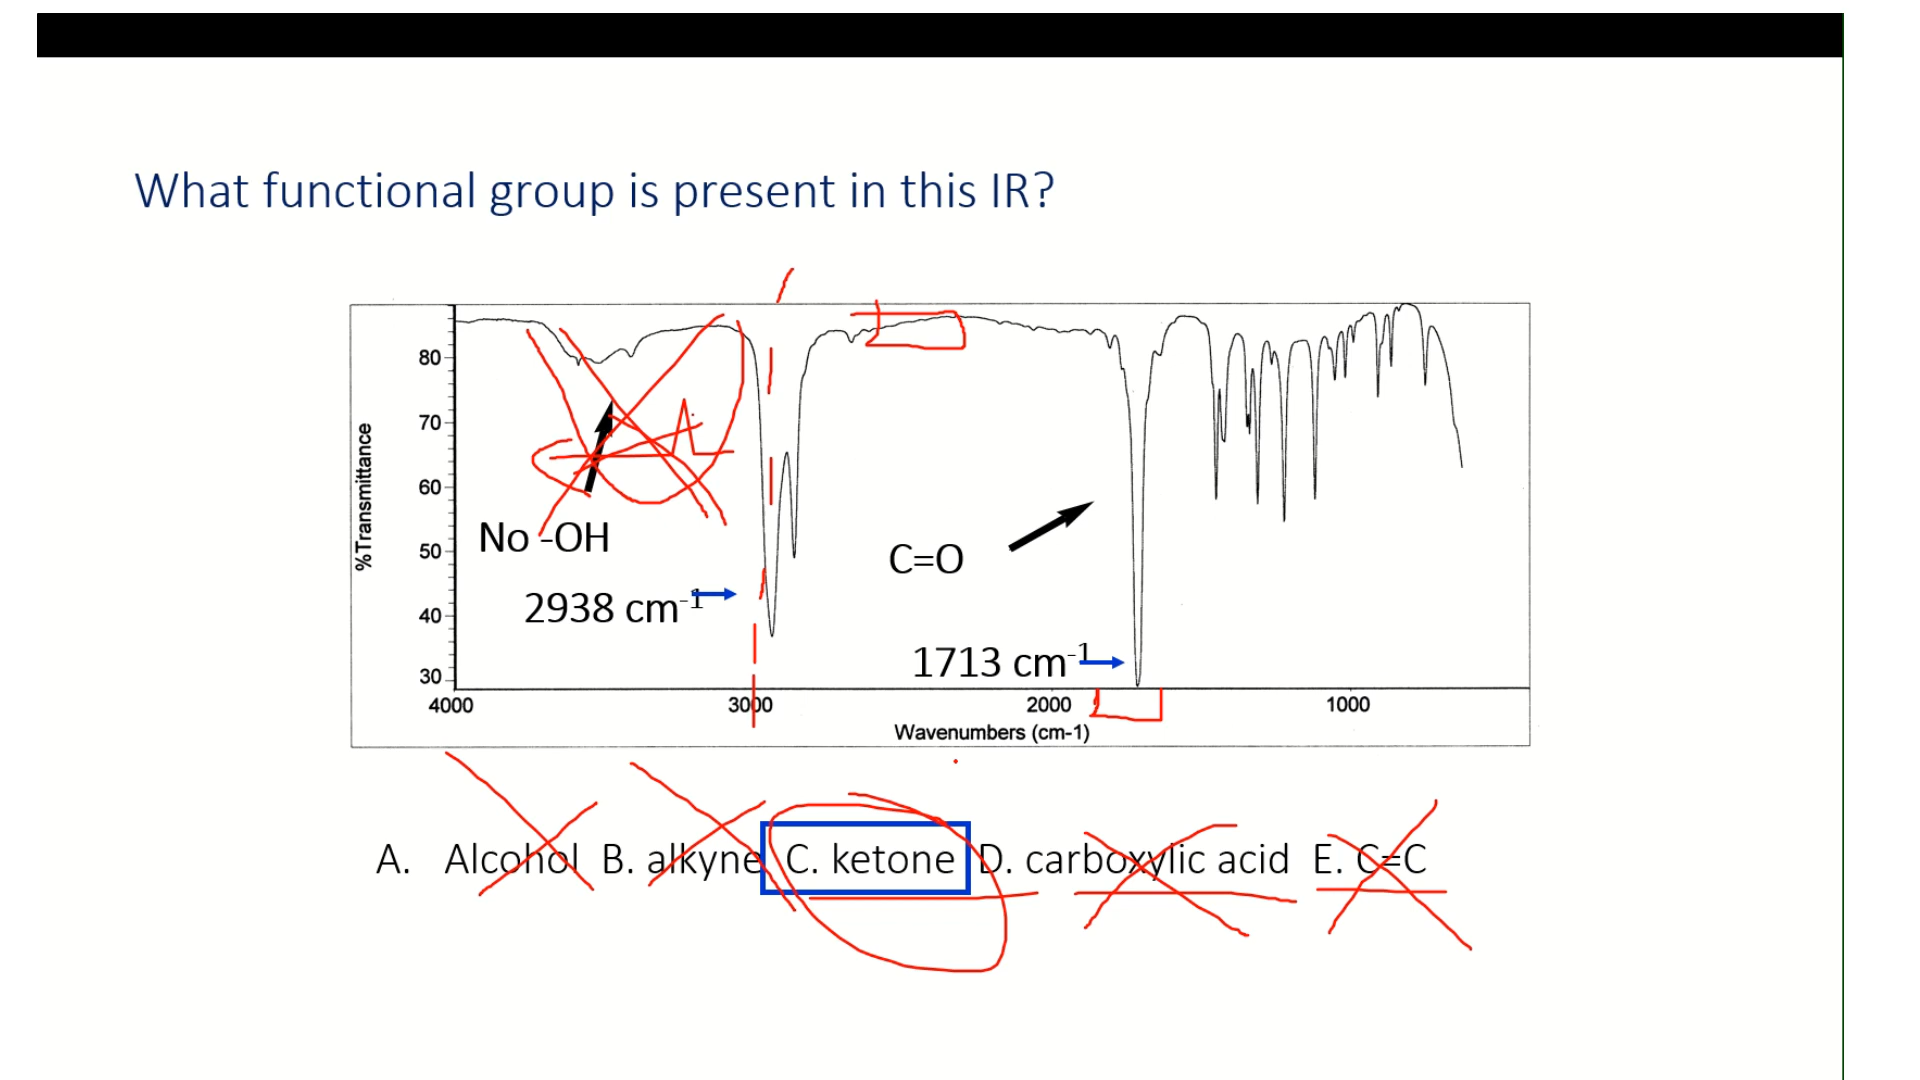 What functional group is present in this IR?
80
70
60
50
40
30
%Transmittance
No -OH
C=O
2938 cm-1
1713 cm-1
4000 3000 2000 1000
Wavenumbers (cm-1)
A. Alcohol B. alkyne C. ketone D. carboxylic acid E. C=C